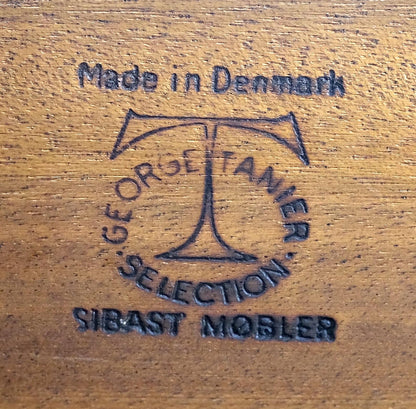 Made in Denmark
GEORGE TANIER
SELECTION
SIBAST MØBLER